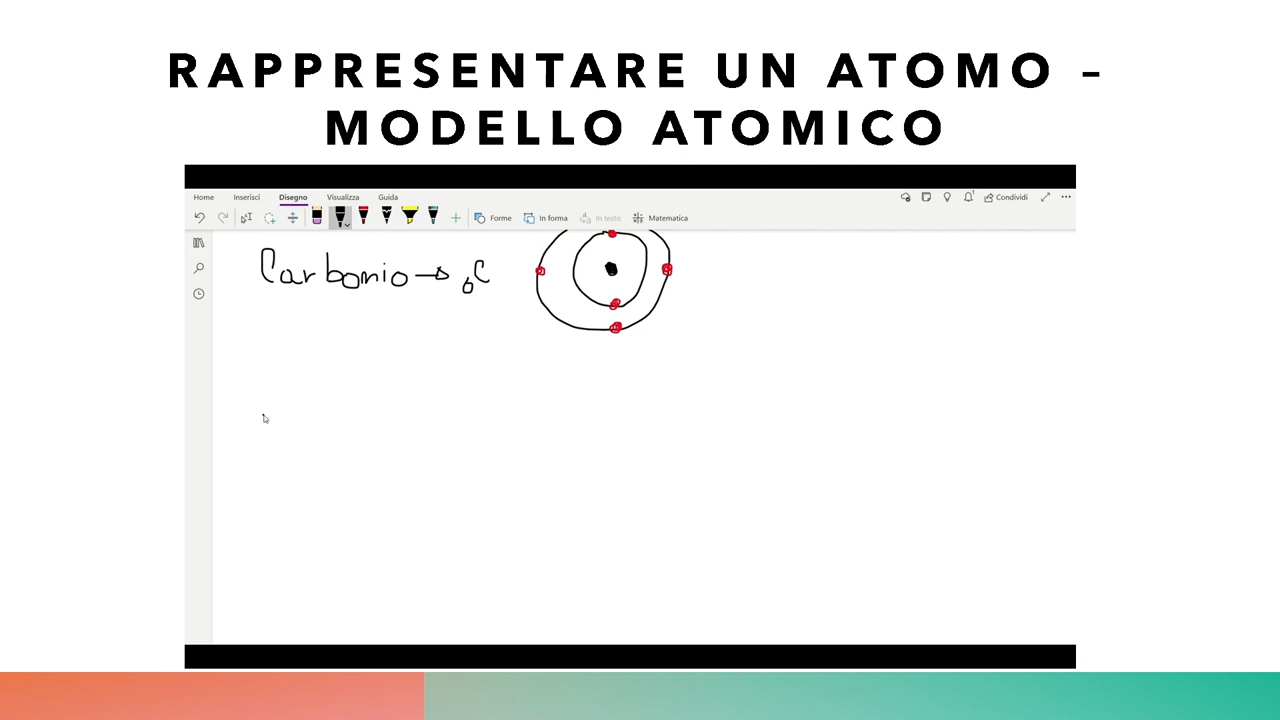 RAPPRESENTARE UN ATOMO –
MODELLO ATOMICO
Home Inserisci Disegno Visualizza Guida Condividi
Forme In forma In testo Matematica
Carbonio → ₆C